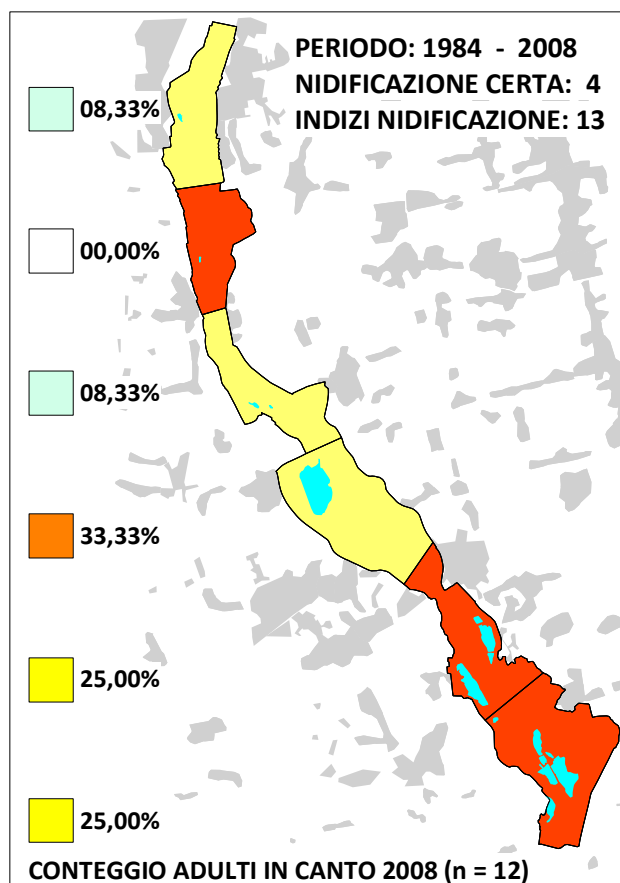 PERIODO: 1984 - 2008
NIDIFICAZIONE CERTA: 4
INDIZI NIDIFICAZIONE: 13
08,33%
00,00%
08,33%
33,33%
25,00%
25,00%
CONTEGGIO ADULTI IN CANTO 2008 (n = 12)